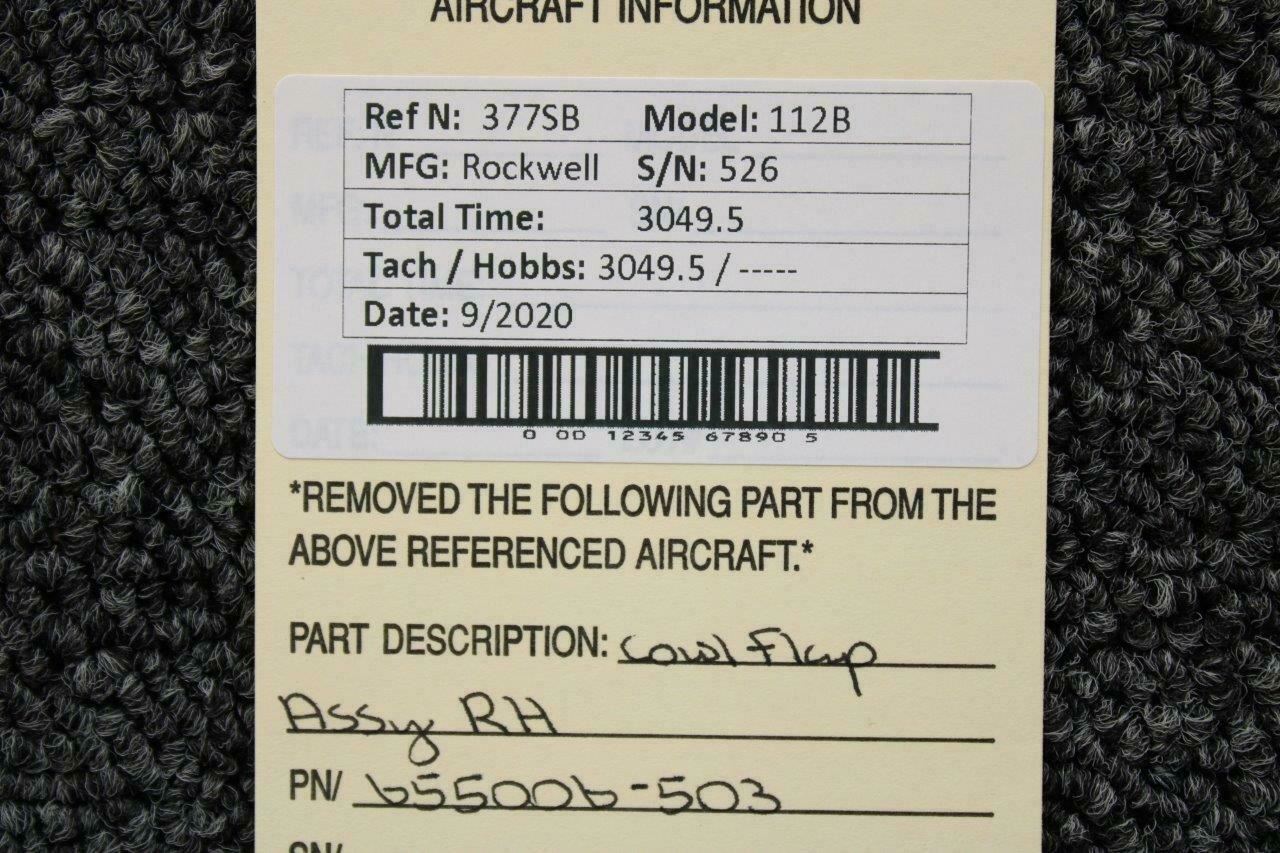 AIRCRAFT INFORMATION
Ref N: 377SB Model: 112B
MFG: Rockwell S/N: 526
Total Time: 3049.5
Tach / Hobbs: 3049.5 / -----
Date: 9/2020
0 00 12345 67890 5
*REMOVED THE FOLLOWING PART FROM THE
ABOVE REFERENCED AIRCRAFT.*
PART DESCRIPTION: Cowl Flap
Assy RH
PN/ 655006-503
SN/